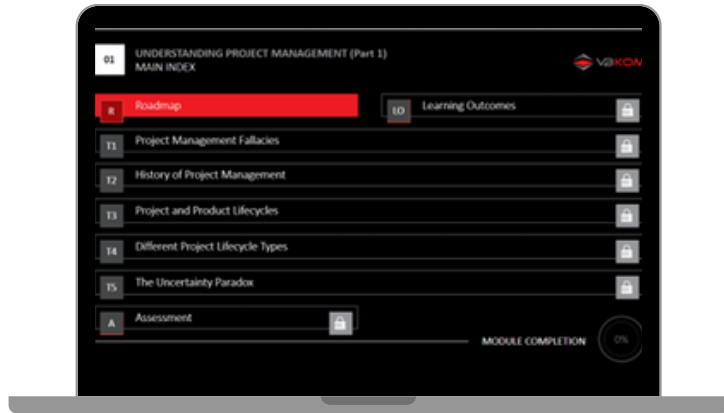 01
UNDERSTANDING PROJECT MANAGEMENT (Part 1)
MAIN INDEX
VAKOM
R Roadmap
LO Learning Outcomes
T1 Project Management Fallacies
T2 History of Project Management
T3 Project and Product Lifecycles
T4 Different Project Lifecycle Types
T5 The Uncertainty Paradox
A Assessment
MODULE COMPLETION 0%